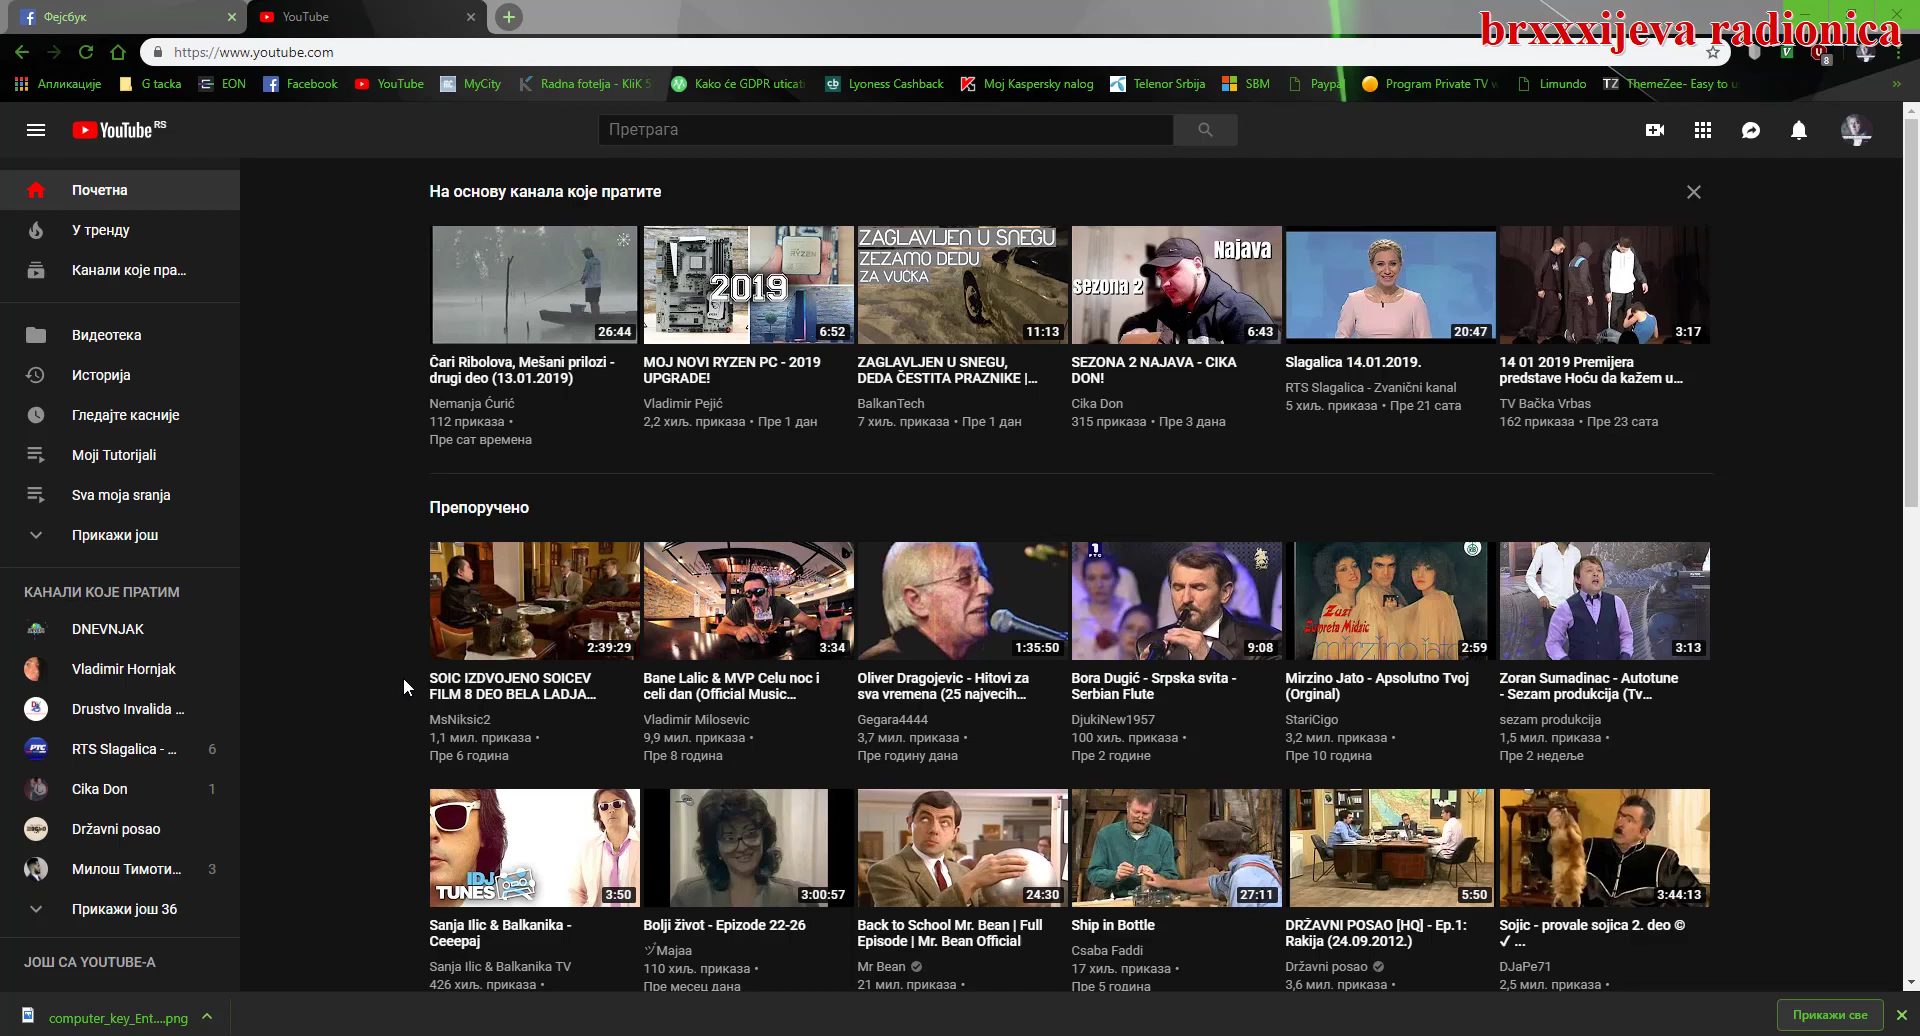 Фејсбук
YouTube
brxxxijeva radionica
https://www.youtube.com
8
Апликације
G tacka
EON
Facebook
YouTube
MyCity
Radna fotelja - KliK 5
Kako će GDPR uticati
Lyoness Cashback
Moj Kaspersky nalog
Telenor Srbija
SBM
Paypal
Program Private TV
Limundo
ThemeZee- Easy to u
YouTube RS
Претрага
Почетна
У тренду
Канали које пра...
Видеотека
Историја
Гледајте касније
Moji Tutorijali
Sva moja sranja
Прикажи још
КАНАЛИ КОЈЕ ПРАТИМ
DNEVNJAK
Vladimir Hornjak
Drustvo Invalida ...
RTS Slagalica - ... 6
Cika Don 1
Državni posao
Милош Тимоти... 3
Прикажи још 36
ЈОШ СА YOUTUBE-А
На основу канала које пратите
26:44
Čari Ribolova, Mešani prilozi -
drugi deo (13.01.2019)
Nemanja Ćurić
112 приказа •
Пре сат времена
RYZEN
2019
6:52
MOJ NOVI RYZEN PC - 2019
UPGRADE!
Vladimir Pejić
2,2 хиљ. приказа • Пре 1 дан
ZAGLAVLJEN U SNEGU
ZEZAMO DEDU
ZA VUČKA
11:13
ZAGLAVLJEN U SNEGU,
DEDA ČESTITA PRAZNIKE |...
BalkanTech
7 хиљ. приказа • Пре 1 дан
Najava
sezona 2
6:43
SEZONA 2 NAJAVA - CIKA
DON!
Cika Don
315 приказа • Пре 3 дана
20:47
Slagalica 14.01.2019.
RTS Slagalica - Zvanični kanal
5 хиљ. приказа • Пре 21 сата
3:17
14 01 2019 Premijera
predstave Hoću da kažem u...
TV Bačka Vrbas
162 приказа • Пре 23 сата
Препоручено
2:39:29
SOIC IZDVOJENO SOICEV
FILM 8 DEO BELA LADJA...
MsNiksic2
1,1 мил. приказа •
Пре 6 година
3:34
Bane Lalic & MVP Celu noc i
celi dan (Official Music...
Vladimir Milosevic
9,9 мил. приказа •
Пре 8 година
1:35:50
Oliver Dragojevic - Hitovi za
sva vremena (25 najvecih...
Gegara4444
3,7 мил. приказа •
Пре годину дана
1
РТС
9:08
Bora Dugić - Srpska svita -
Serbian Flute
DjukiNew1957
100 хиљ. приказа •
Пре 2 године
Zuzi
Zumreta Midzic
mirzino jato
2:59
Mirzino Jato - Apsolutno Tvoj
(Orginal)
StariCigo
3,2 мил. приказа •
Пре 10 година
3:13
Zoran Sumadinac - Autotune
- Sezam produkcija (Tv...
sezam produkcija
1,5 мил. приказа •
Пре 2 недеље
IDJ
TUNES
3:50
Sanja Ilic & Balkanika -
Ceeepaj
Sanja Ilic & Balkanika TV
426 хиљ. приказа •
3:00:57
Bolji život - Epizode 22-26
ヅMajaa
110 хиљ. приказа •
Пре месец дана
24:30
Back to School Mr. Bean | Full
Episode | Mr. Bean Official
Mr Bean
21 мил. приказа •
27:11
Ship in Bottle
Csaba Faddi
17 хиљ. приказа •
Пре 5 година
5:50
DRŽAVNI POSAO [HQ] - Ep.1:
Rakija (24.09.2012.)
Državni posao
3,6 мил. приказа •
3:44:13
Sojic - provale sojica 2. deo ©
✓ ...
DJaPe71
2,5 мил. приказа •
computer_key_Ent....png
Прикажи све